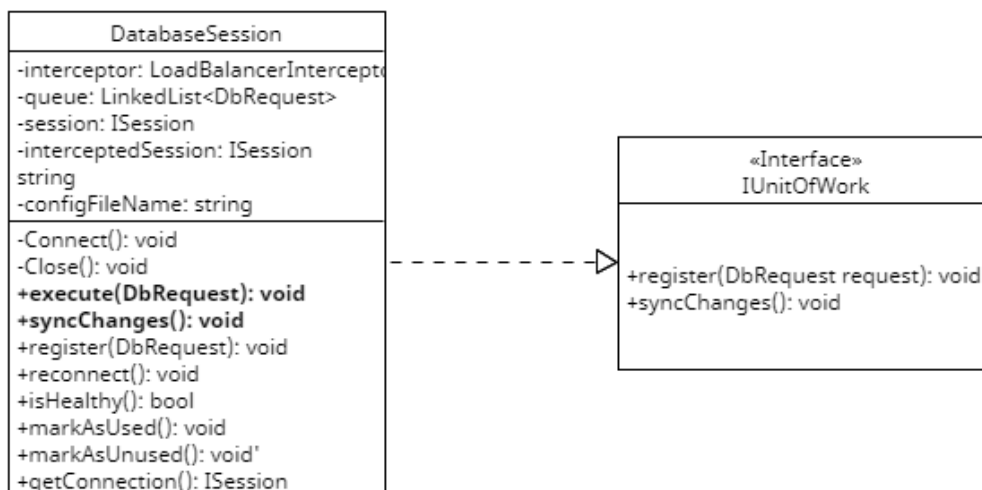 DatabaseSession
-interceptor: LoadBalancerIntercepto
-queue: LinkedList<DbRequest>
-session: ISession
-interceptedSession: ISession
string
-configFileName: string
-Connect(): void
-Close(): void
+execute(DbRequest): void
+syncChanges(): void
+register(DbRequest): void
+reconnect(): void
+isHealthy(): bool
+markAsUsed(): void
+markAsUnused(): void'
+getConnection(): ISession
«Interface»
IUnitOfWork
+register(DbRequest request): void
+syncChanges(): void